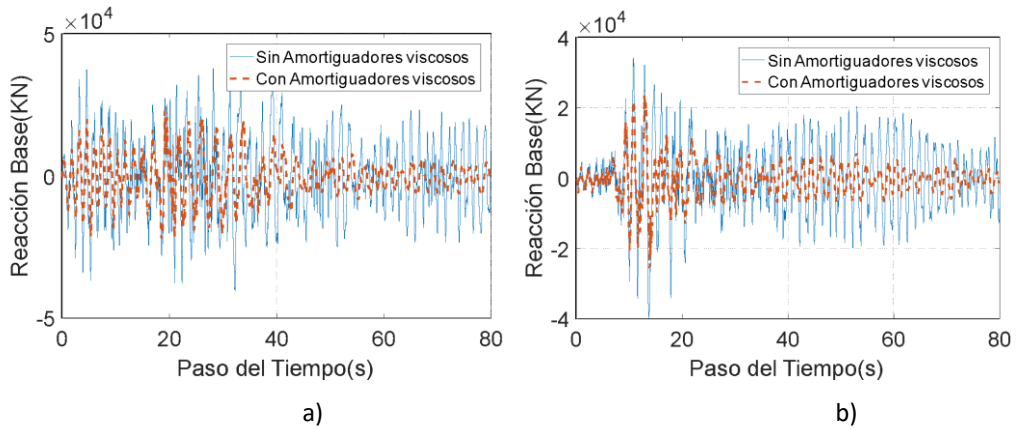 ×10⁴
5
0
-5
Reacción Base(KN)
Sin Amortiguadores viscosos
Con Amortiguadores viscosos
0
20
40
60
80
Paso del Tiempo(s)
a)
×10⁴
4
2
0
-2
-4
Reacción Base(KN)
Sin Amortiguadores viscosos
Con Amortiguadores viscosos
0
20
40
60
80
Paso del Tiempo(s)
b)